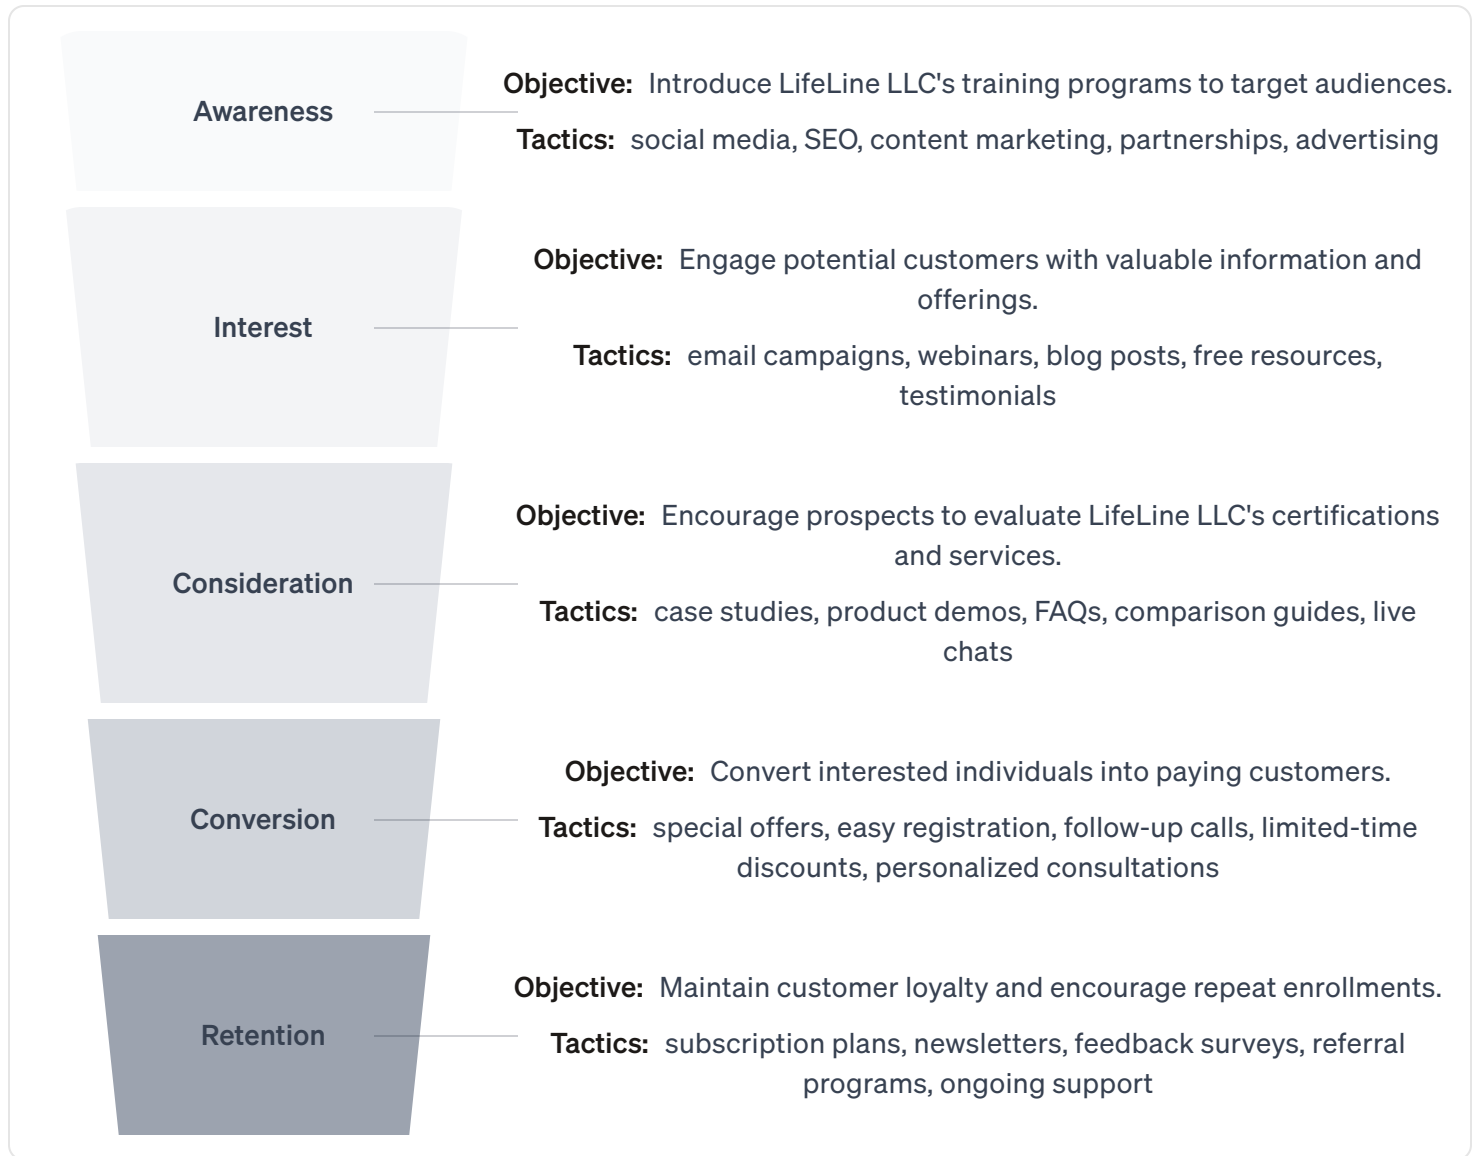 Awareness
Objective: Introduce LifeLine LLC's training programs to target audiences.
Tactics: social media, SEO, content marketing, partnerships, advertising
Interest
Objective: Engage potential customers with valuable information and
offerings.
Tactics: email campaigns, webinars, blog posts, free resources,
testimonials
Consideration
Objective: Encourage prospects to evaluate LifeLine LLC's certifications
and services.
Tactics: case studies, product demos, FAQs, comparison guides, live
chats
Conversion
Objective: Convert interested individuals into paying customers.
Tactics: special offers, easy registration, follow-up calls, limited-time
discounts, personalized consultations
Retention
Objective: Maintain customer loyalty and encourage repeat enrollments.
Tactics: subscription plans, newsletters, feedback surveys, referral
programs, ongoing support